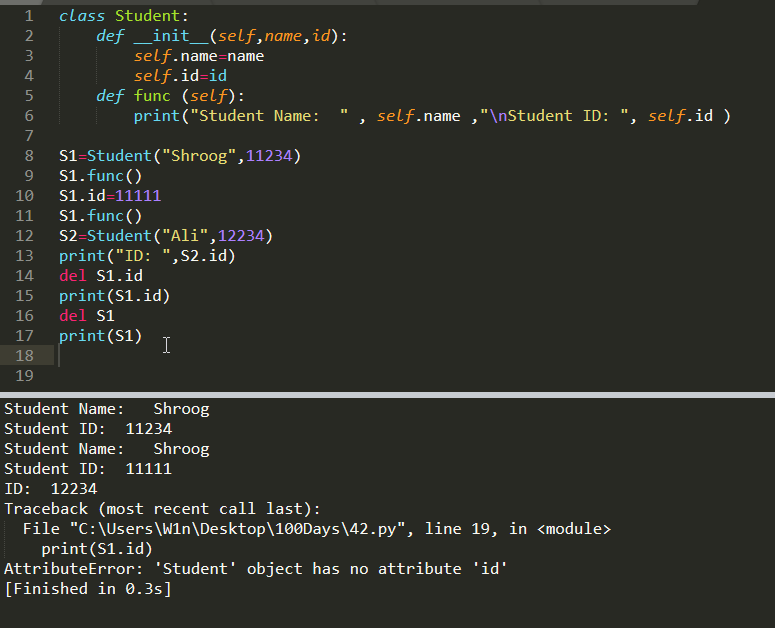 1 class Student:
2 def __init__(self,name,id):
3 self.name=name
4 self.id=id
5 def func (self):
6 print("Student Name:  " , self.name ,"\nStudent ID: ", self.id )
7
8 S1=Student("Shroog",11234)
9 S1.func()
10 S1.id=11111
11 S1.func()
12 S2=Student("Ali",12234)
13 print("ID: ",S2.id)
14 del S1.id
15 print(S1.id)
16 del S1
17 print(S1)
18
19
Student Name:   Shroog
Student ID:  11234
Student Name:   Shroog
Student ID:  11111
ID:  12234
Traceback (most recent call last):
File "C:\Users\W1n\Desktop\100Days\42.py", line 19, in <module>
print(S1.id)
AttributeError: 'Student' object has no attribute 'id'
[Finished in 0.3s]